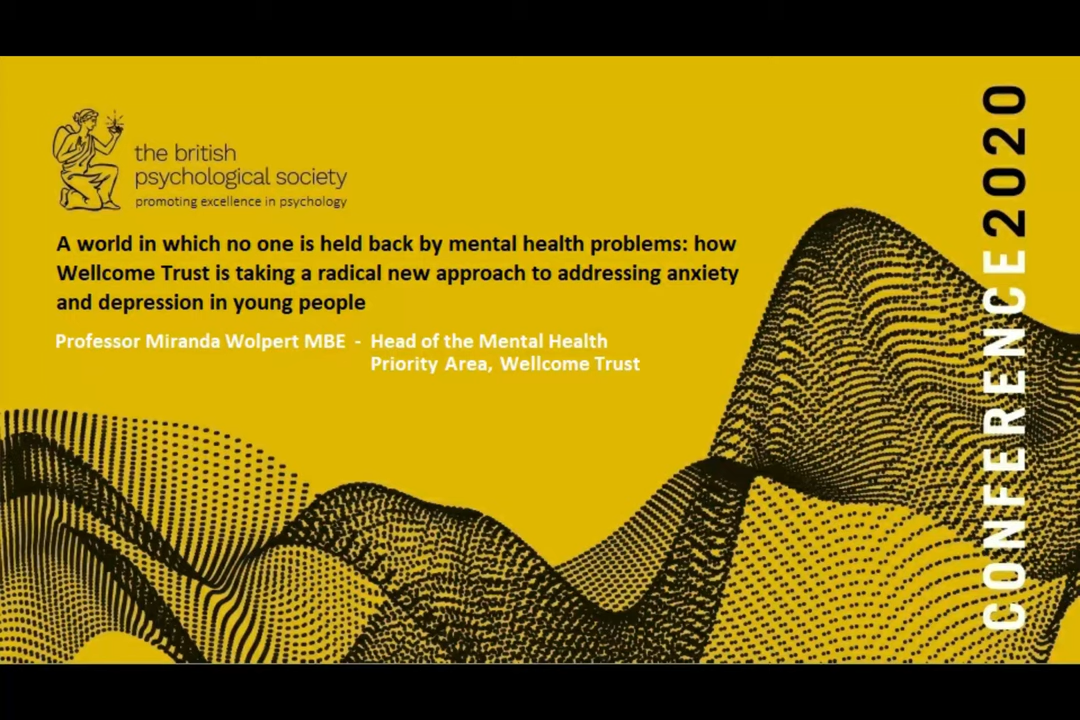 the british
psychological society
promoting excellence in psychology
A world in which no one is held back by mental health problems: how
Wellcome Trust is taking a radical new approach to addressing anxiety
and depression in young people
Professor Miranda Wolpert MBE - Head of the Mental Health
Priority Area, Wellcome Trust
CONFERENCE2020